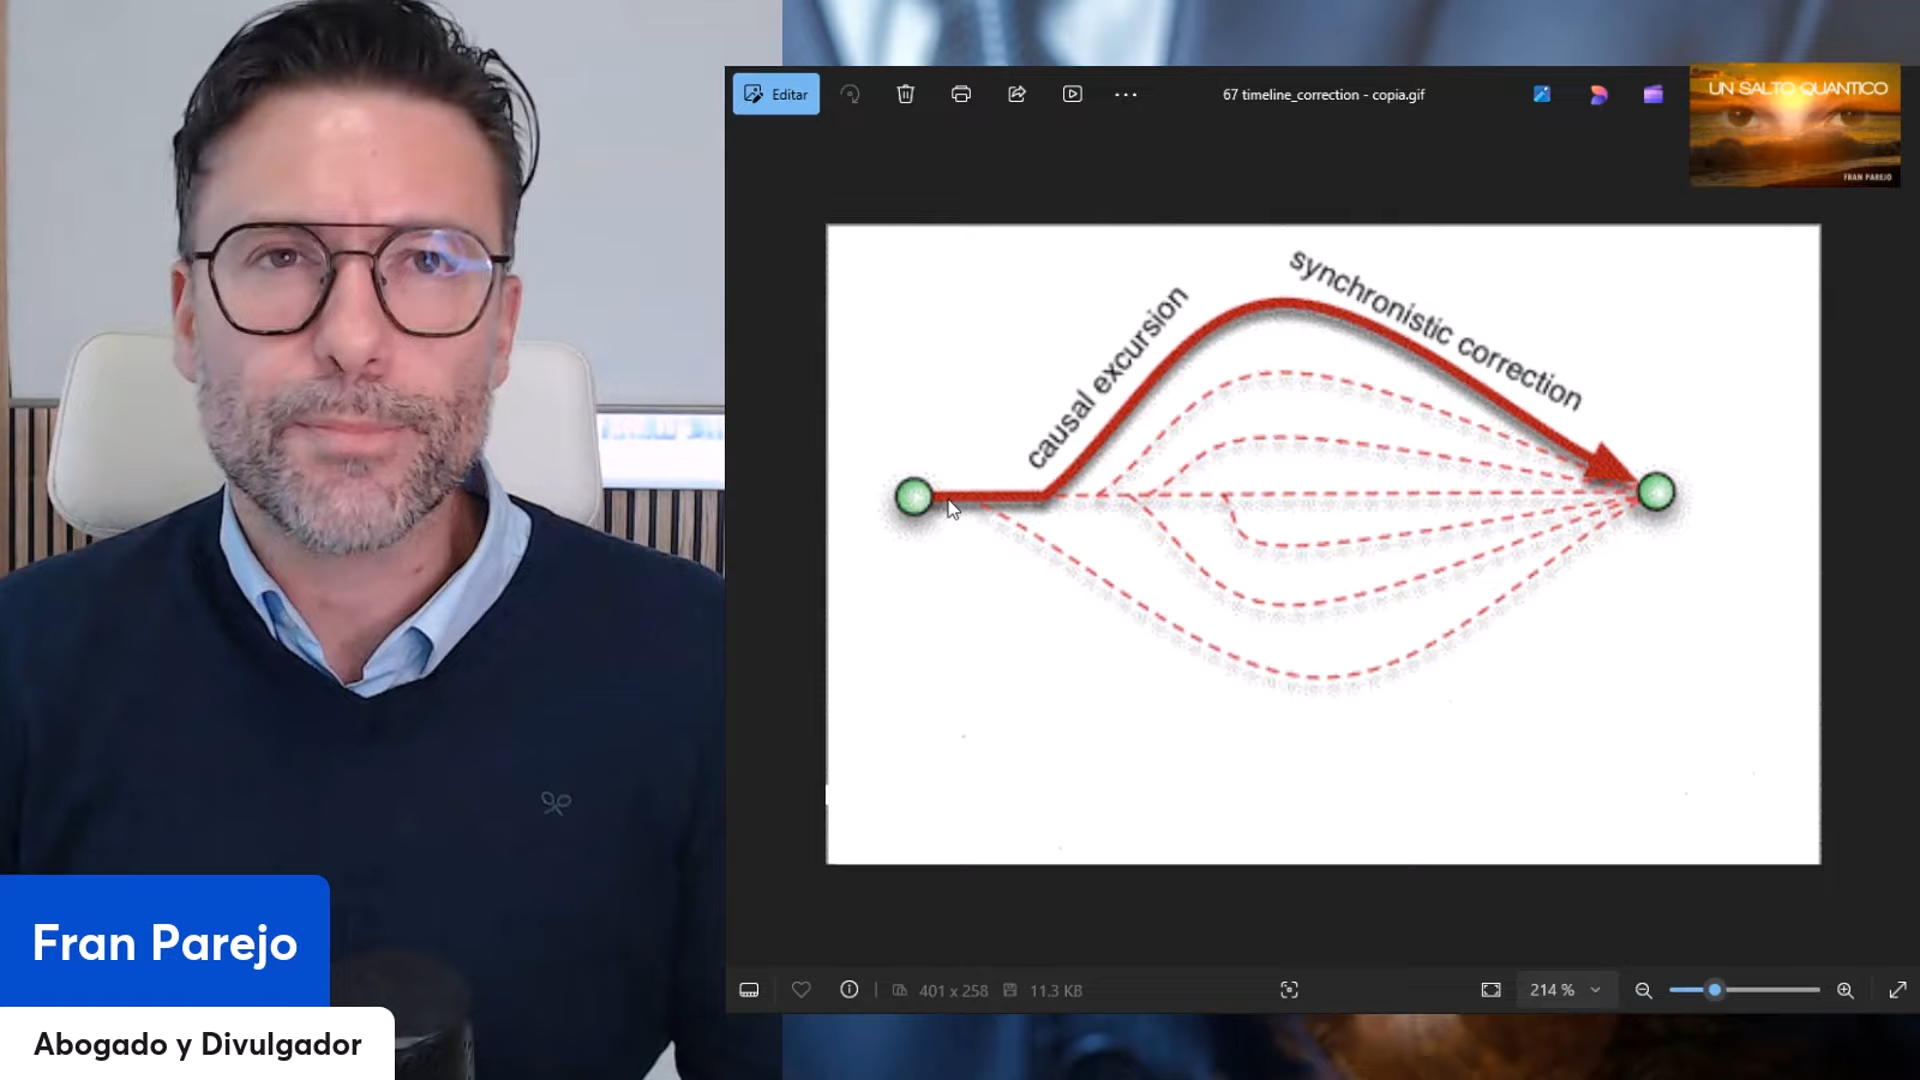 Editar
67 timeline_correction - copia.gif
UN SALTO QUANTICO
FRAN PAREJO
causal excursion
synchronistic correction
Fran Parejo
Abogado y Divulgador
401 x 258
11.3 KB
214 %